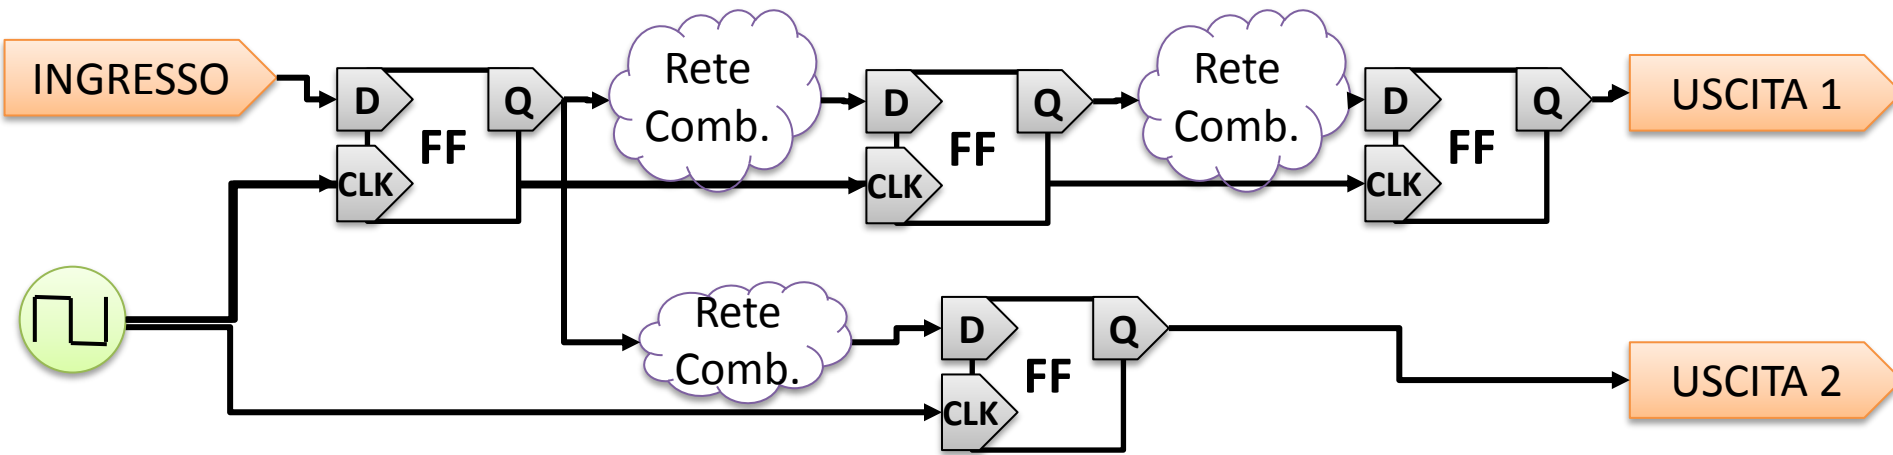 INGRESSO
D
Q
FF
CLK
Rete
Comb.
D
Q
FF
CLK
Rete
Comb.
D
Q
FF
CLK
USCITA 1
Rete
Comb.
D
Q
FF
CLK
USCITA 2